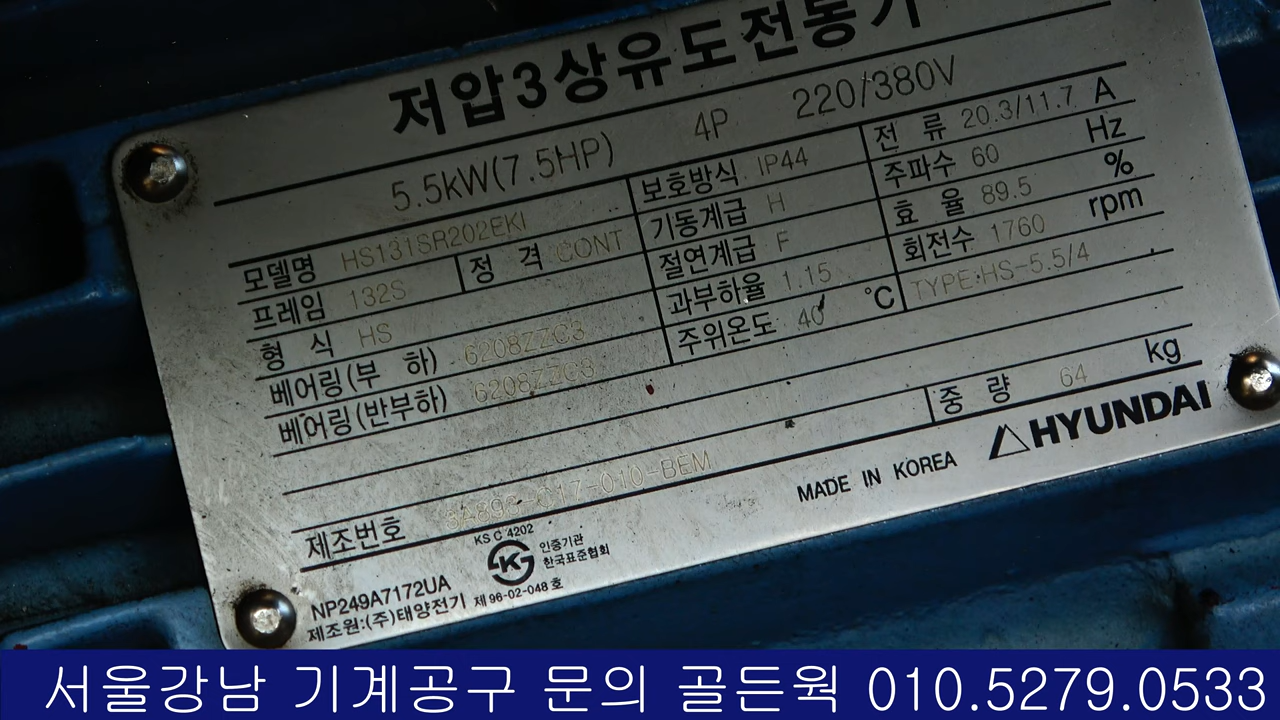 저압3상유도전동기
5.5kW(7.5HP) 4P 220/380V
모델명 HS131SR202EKI 보호방식 IP44 전 류 20.3/11.7 A
프레임 132S 정 격 CONT 기동계급 H 주파수 60 Hz
형 식 HS 절연계급 F 효 율 89.5 %
베어링(부 하) 6208ZZC3 과부하율 1.15 회전수 1760 rpm
베어링(반부하) 6208ZZC3 주위온도 40 ℃ TYPE:HS-5.5/4
중 량 64 kg
제조번호 017-010-BEM
MADE IN KOREA HYUNDAI
NP249A7172UA
제조원:(주)태양전기
KS C 4202
인증기관
한국표준협회
제 96-02-048 호
서울강남 기계공구 문의 골든웍 010.5279.0533